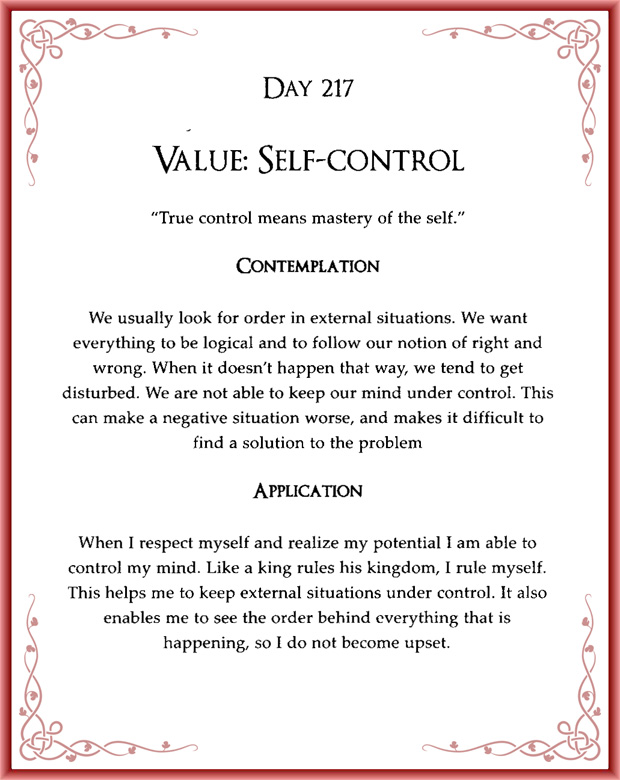 Day 217
Value: Self-control
“True control means mastery of the self.”
Contemplation
We usually look for order in external situations. We want
everything to be logical and to follow our notion of right and
wrong. When it doesn’t happen that way, we tend to get
disturbed. We are not able to keep our mind under control. This
can make a negative situation worse, and makes it difficult to
find a solution to the problem
Application
When I respect myself and realize my potential I am able to
control my mind. Like a king rules his kingdom, I rule myself.
This helps me to keep external situations under control. It also
enables me to see the order behind everything that is
happening, so I do not become upset.